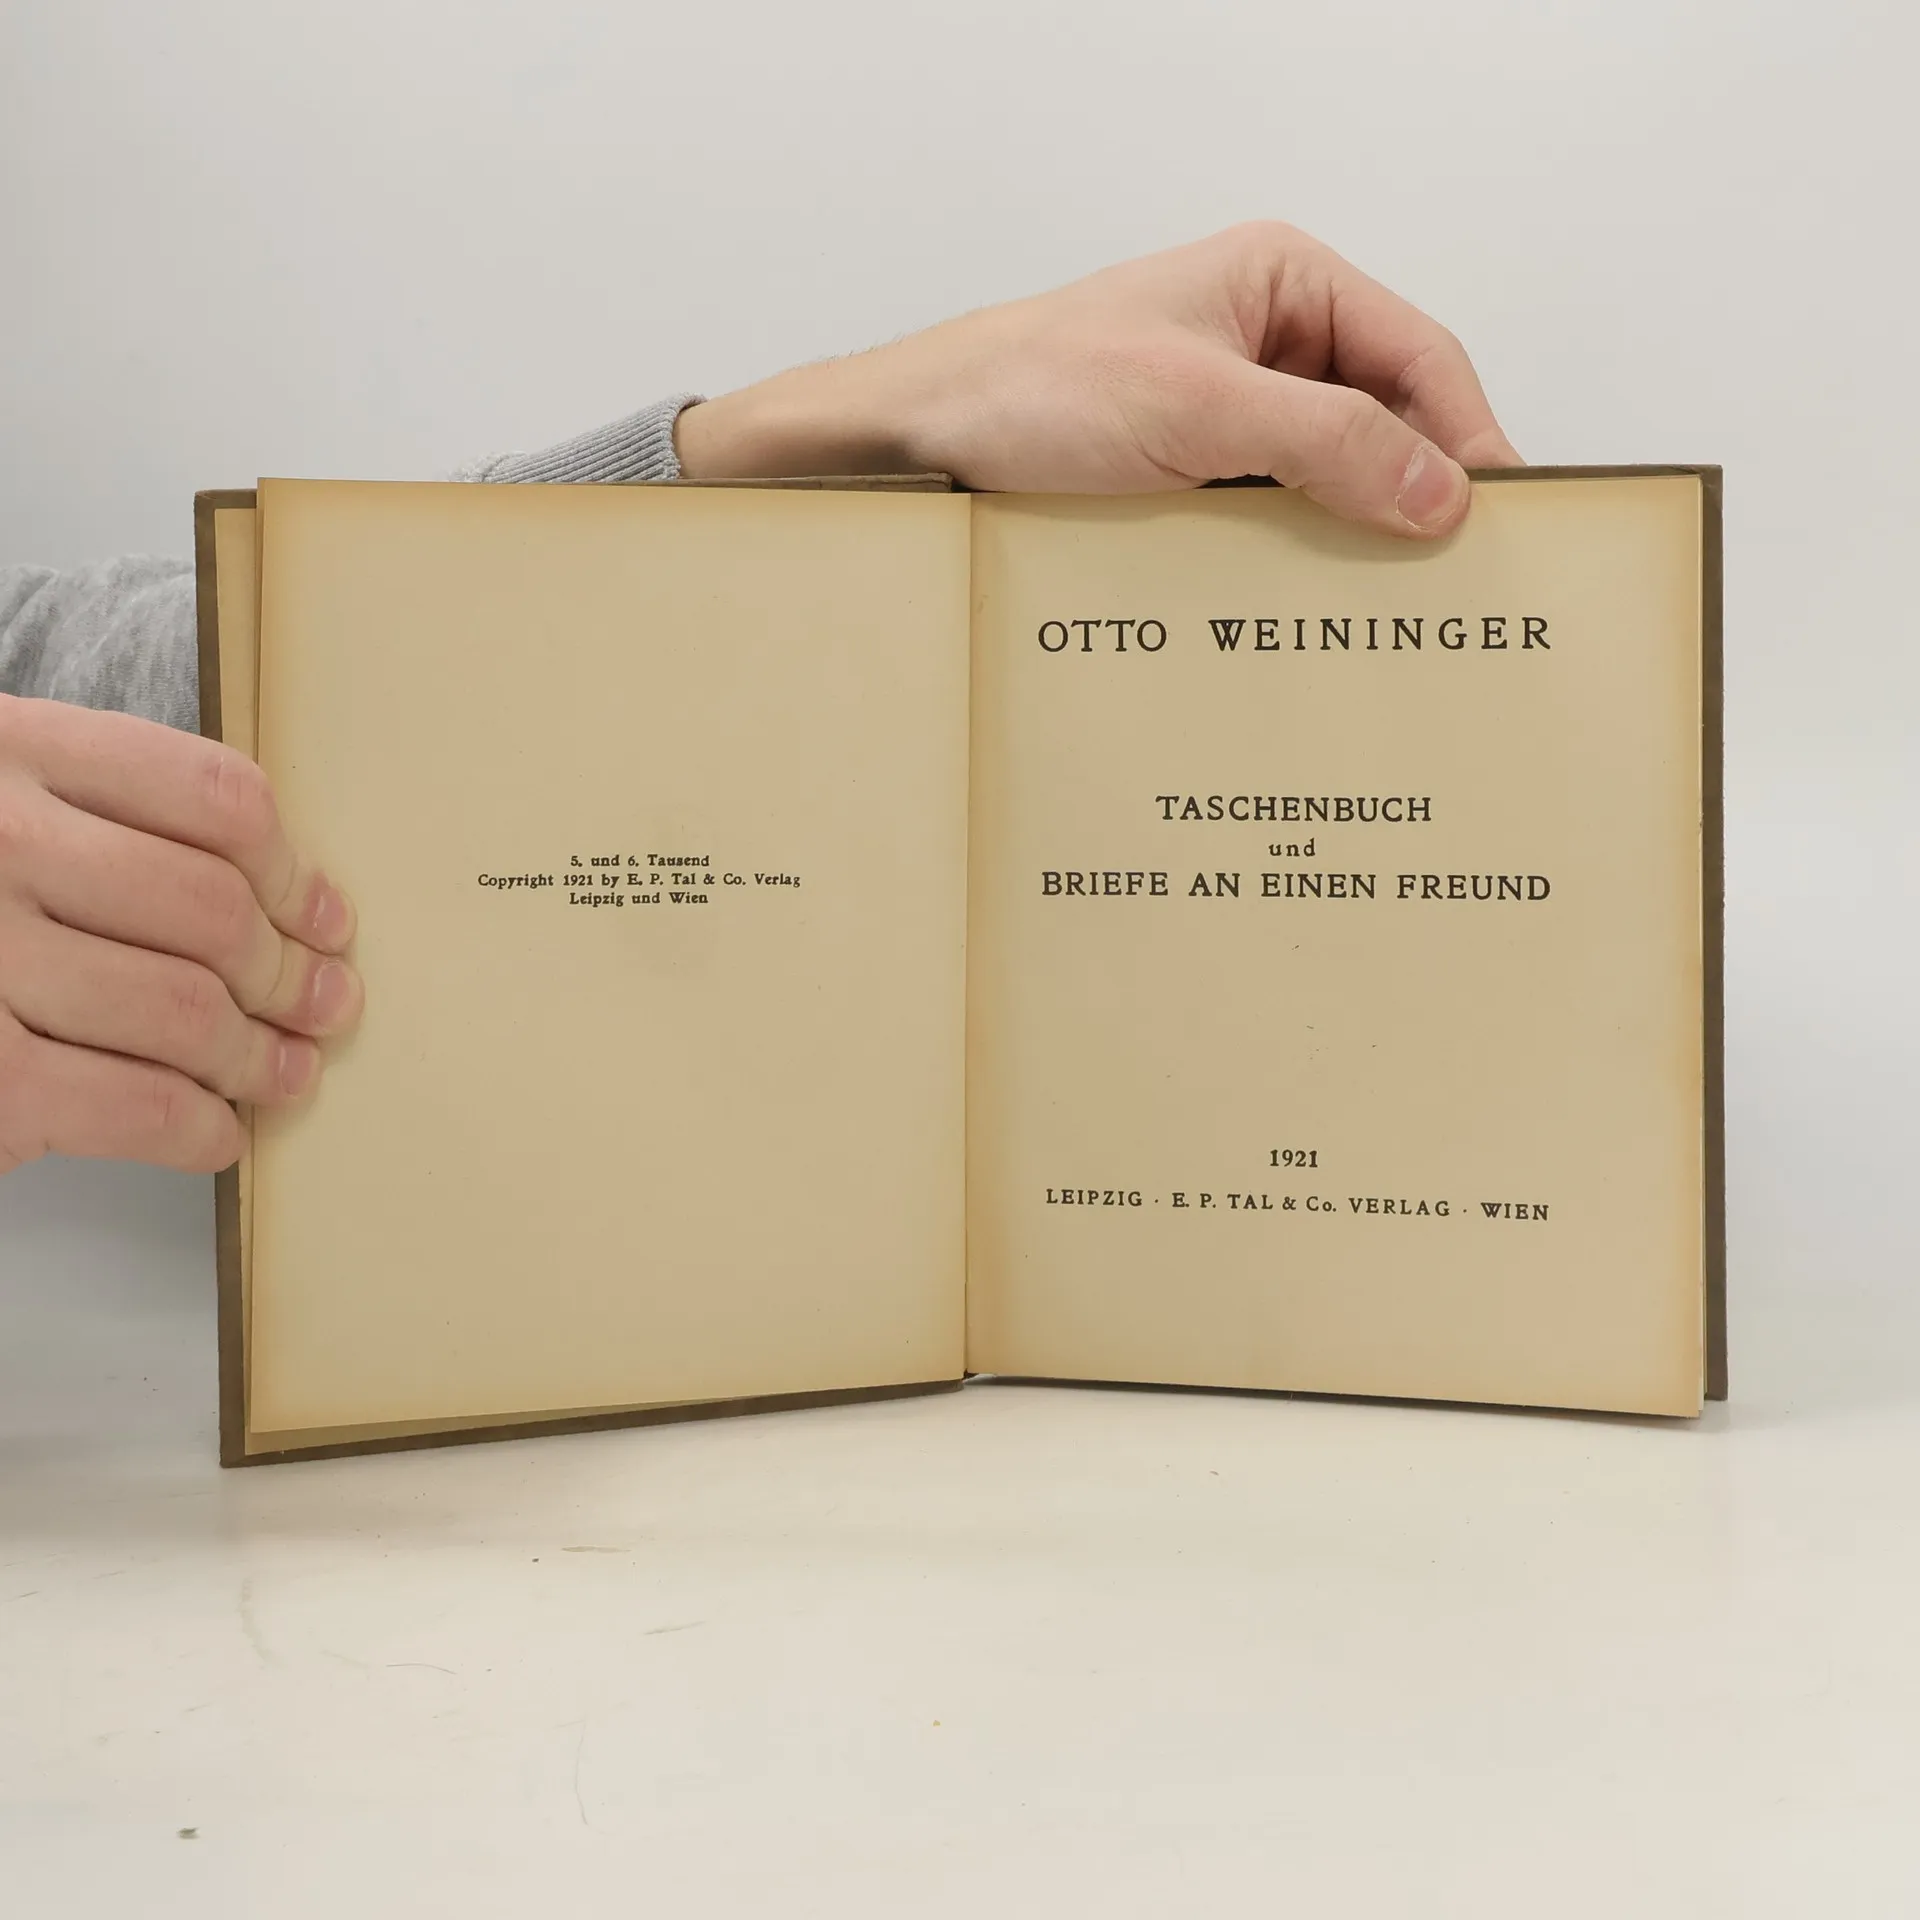 5. und 6. Tausend
Copyright 1921 by E. P. Tal & Co. Verlag
Leipzig und Wien
OTTO WEININGER
TASCHENBUCH
und
BRIEFE AN EINEN FREUND
1921
LEIPZIG · E. P. TAL & Co. VERLAG · WIEN